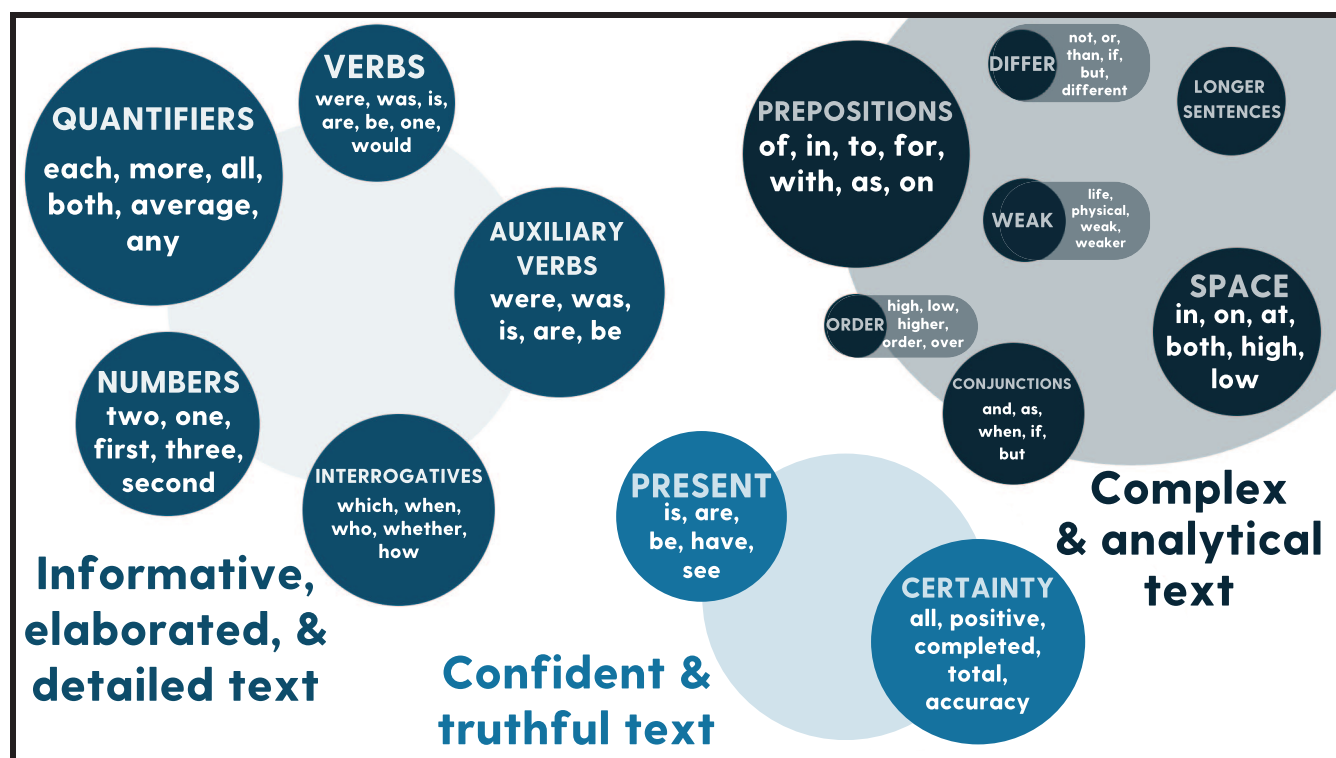 QUANTIFIERS
each, more, all,
both, average,
any
VERBS
were, was, is,
are, be, one,
would
AUXILIARY
VERBS
were, was,
is, are, be
NUMBERS
two, one,
first, three,
second
INTERROGATIVES
which, when,
who, whether,
how
Informative,
elaborated, &
detailed text
PRESENT
is, are,
be, have,
see
CERTAINTY
all, positive,
completed,
total,
accuracy
Confident &
truthful text
PREPOSITIONS
of, in, to, for,
with, as, on
DIFFER
not, or,
than, if,
but,
different
LONGER
SENTENCES
WEAK
life,
physical,
weak,
weaker
ORDER
high, low,
higher,
order, over
SPACE
in, on, at,
both, high,
low
CONJUNCTIONS
and, as,
when, if,
but
Complex
& analytical
text